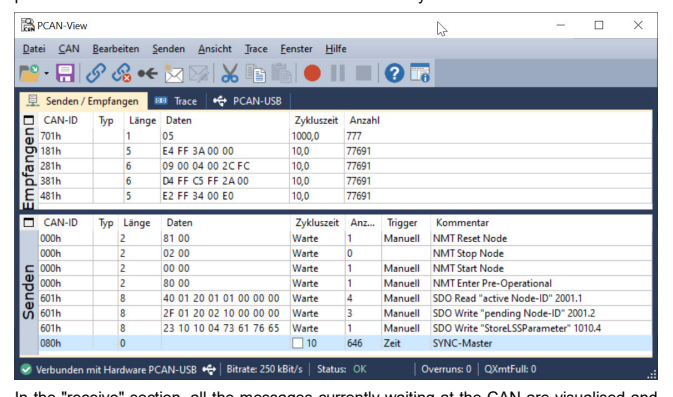 PCAN-View
Datei CAN Bearbeiten Senden Ansicht Trace Fenster Hilfe
Senden / Empfangen Trace PCAN-USB
Empfangen
CAN-ID Typ Länge Daten Zykluszeit Anzahl
701h 1 05 1000,0 777
181h 5 E4 FF 3A 00 00 10,0 77691
281h 6 09 00 04 00 2C FC 10,0 77691
381h 6 D4 FF C5 FF 2A 00 10,0 77691
481h 5 E2 FF 34 00 E0 10,0 77691
Senden
CAN-ID Typ Länge Daten Zykluszeit Anz... Trigger Kommentar
000h 2 81 00 Warte 1 Manuell NMT Reset Node
000h 2 02 00 Warte 0 NMT Stop Node
000h 2 00 00 Warte 1 Manuell NMT Start Node
000h 2 80 00 Warte 1 Manuell NMT Enter Pre-Operational
601h 8 40 01 20 01 01 00 00 00 Warte 4 Manuell SDO Read "active Node-ID" 2001.1
601h 8 2F 01 20 02 10 00 00 00 Warte 3 Manuell SDO Write "pending Node-ID" 2001.2
601h 8 23 10 10 04 73 61 76 65 Warte 1 Manuell SDO Write "StoreLSSParameter" 1010.4
080h 0 10 646 Zeit SYNC-Master
Verbunden mit Hardware PCAN-USB Bitrate: 250 kBit/s Status: OK Overruns: 0 QXmtFull: 0
In the "receive" section, all the messages currently waiting at the CAN are visualised and